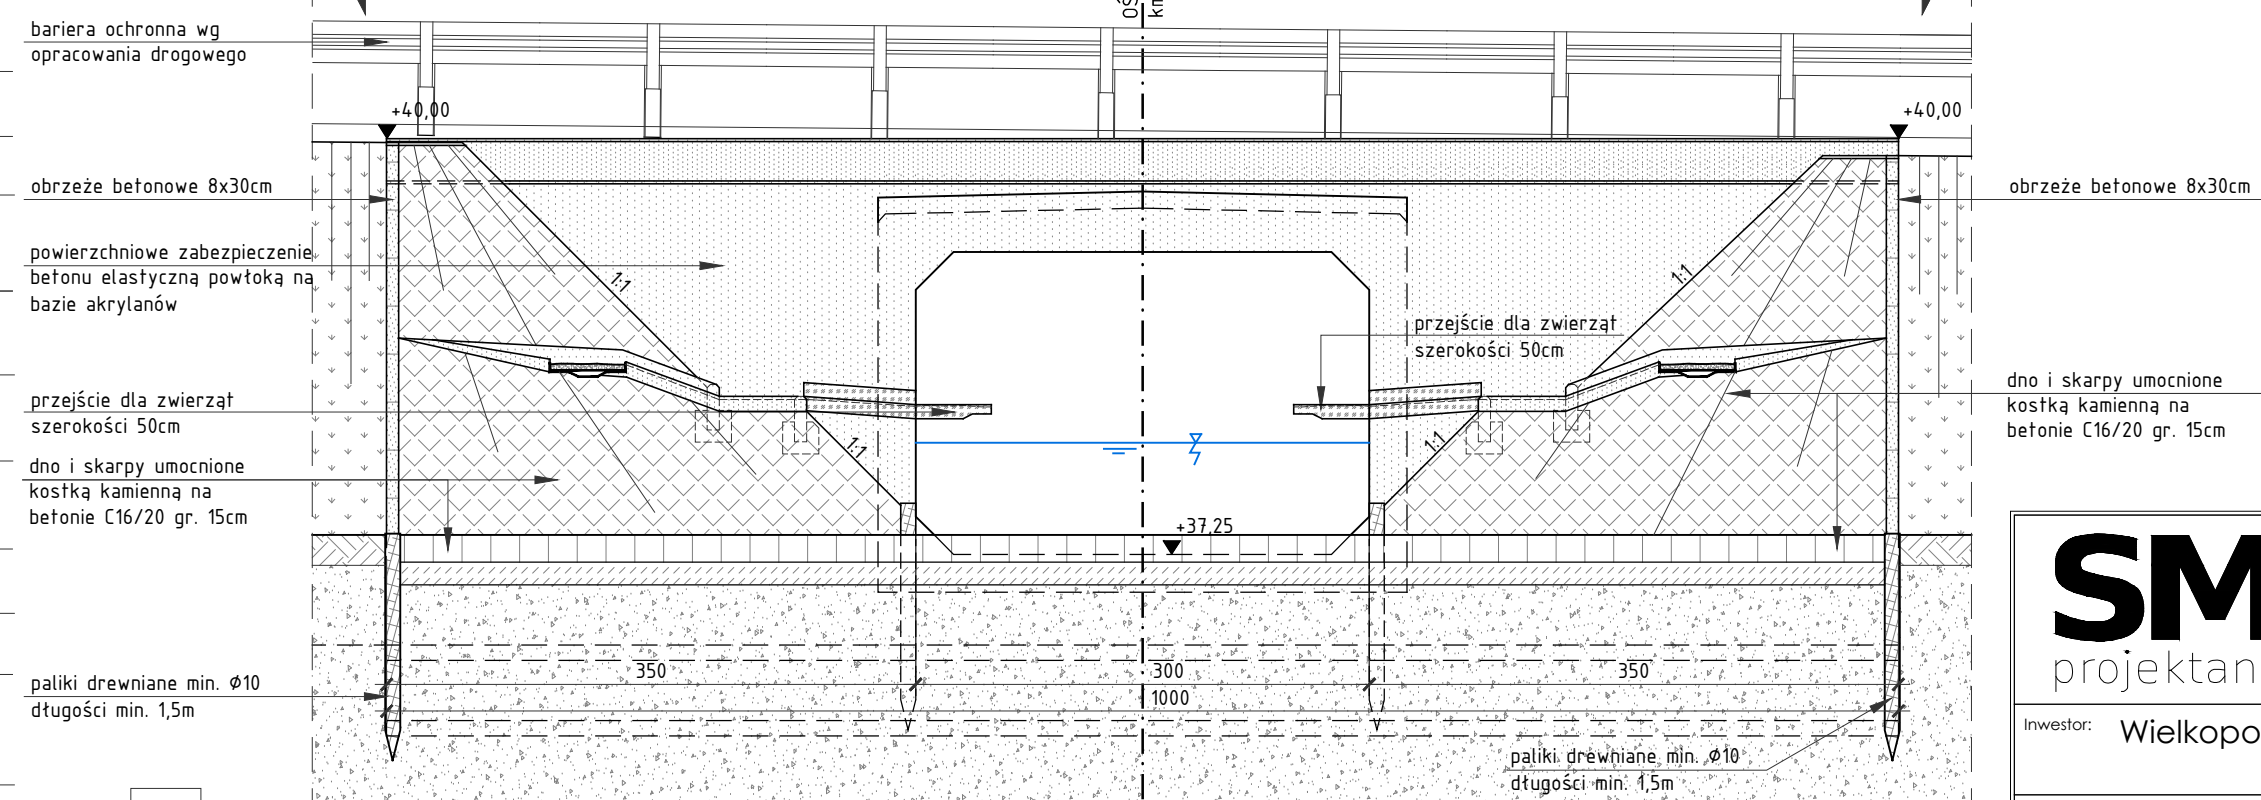 bariera ochronna wg
opracowania drogowego
+40,00
+40,00
obrzeże betonowe 8x30cm
obrzeże betonowe 8x30cm
powierzchniowe zabezpieczenie
betonu elastyczną powłoką na
bazie akrylanów
1:1
1:1
przejście dla zwierząt
szerokości 50cm
przejście dla zwierząt
szerokości 50cm
dno i skarpy umocnione
kostką kamienną na
betonie C16/20 gr. 15cm
1:1
1:1
dno i skarpy umocnione
kostką kamienną na
betonie C16/20 gr. 15cm
+37,25
350
300
350
1000
paliki drewniane min. Ø10
długości min. 1,5m
paliki drewniane min. Ø10
długości min. 1,5m
SM
projektan
Inwestor: Wielkopo